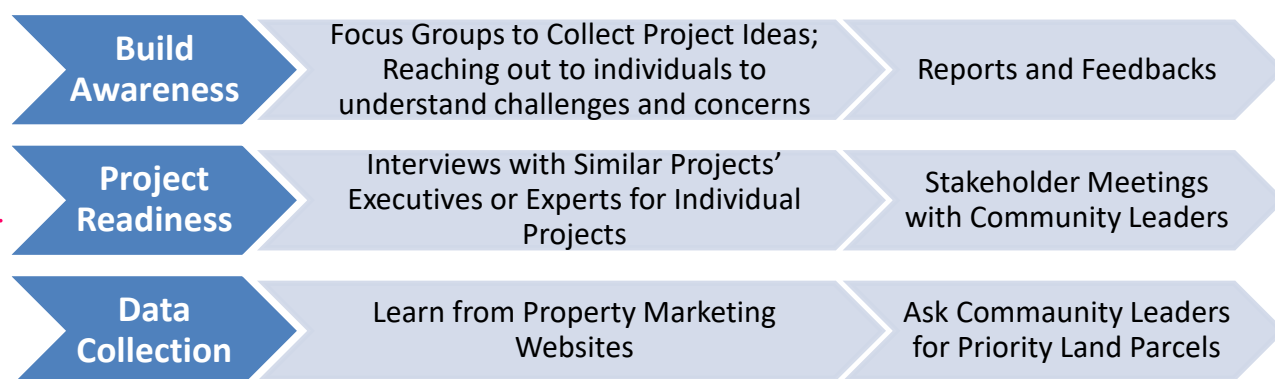 Build
Awareness
Focus Groups to Collect Project Ideas;
Reaching out to individuals to
understand challenges and concerns
Reports and Feedbacks
Project
Readiness
Interviews with Similar Projects’
Executives or Experts for Individual
Projects
Stakeholder Meetings
with Community Leaders
Data
Collection
Learn from Property Marketing
Websites
Ask Commaunity Leaders
for Priority Land Parcels